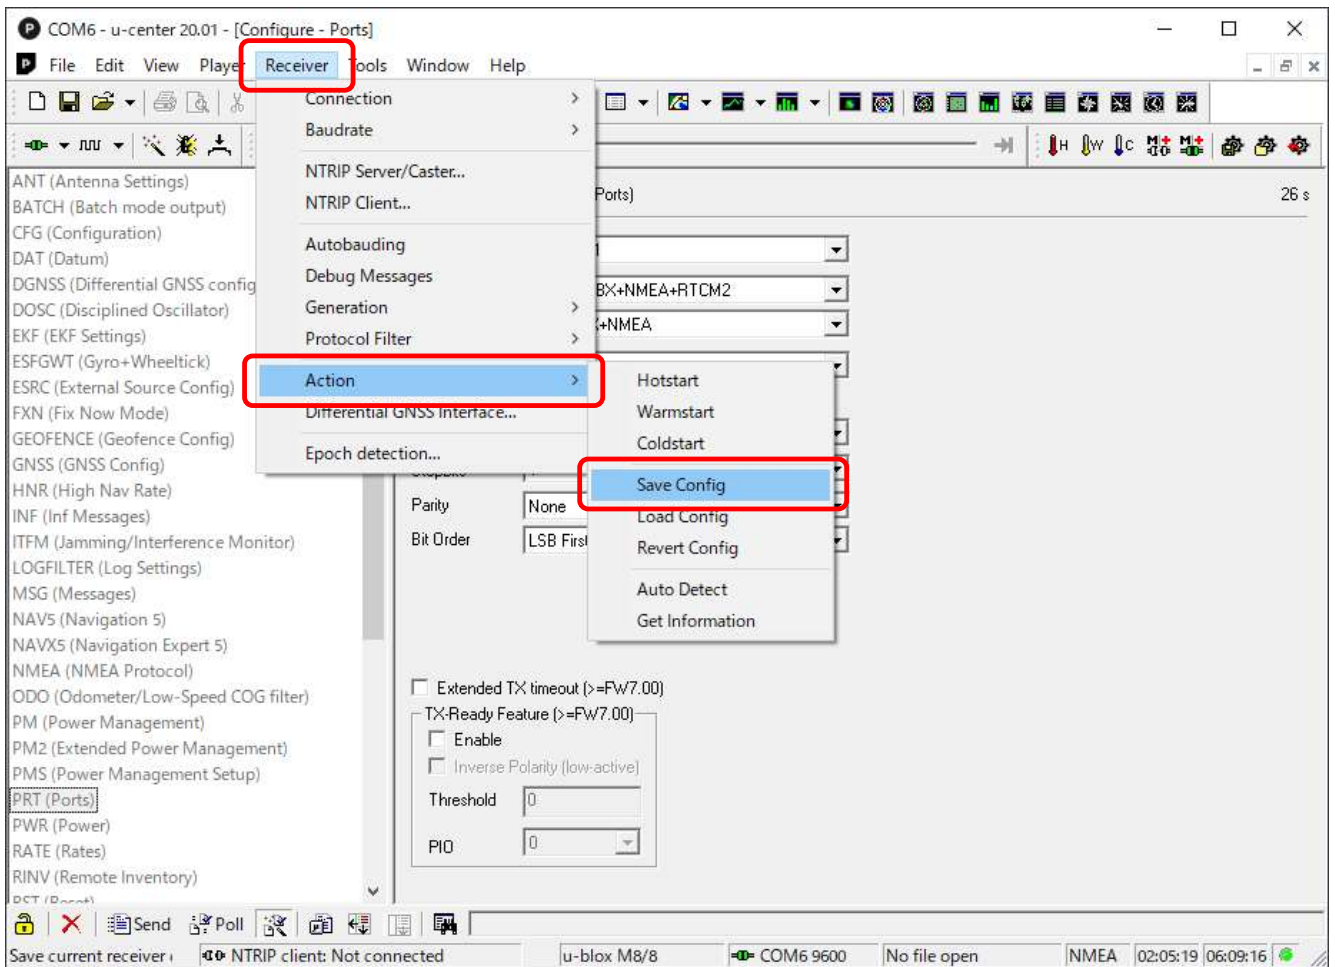 COM6 - u-center 20.01 - [Configure - Ports]
File Edit View Player Receiver Tools Window Help
Connection
Baudrate
NTRIP Server/Caster...
NTRIP Client...
Autobauding
Debug Messages
Generation
Protocol Filter
Action
Differential GNSS Interface...
Epoch detection...
Hotstart
Warmstart
Coldstart
Save Config
Load Config
Revert Config
Auto Detect
Get Information
H W C
ANT (Antenna Settings)
BATCH (Batch mode output)
CFG (Configuration)
DAT (Datum)
DGNSS (Differential GNSS config
DOSC (Disciplined Oscillator)
EKF (EKF Settings)
ESFGWT (Gyro+Wheeltick)
ESRC (External Source Config)
FXN (Fix Now Mode)
GEOFENCE (Geofence Config)
GNSS (GNSS Config)
HNR (High Nav Rate)
INF (Inf Messages)
ITFM (Jamming/Interference Monitor)
LOGFILTER (Log Settings)
MSG (Messages)
NAV5 (Navigation 5)
NAVX5 (Navigation Expert 5)
NMEA (NMEA Protocol)
ODO (Odometer/Low-Speed COG filter)
PM (Power Management)
PM2 (Extended Power Management)
PMS (Power Management Setup)
PRT (Ports)
PWR (Power)
RATE (Rates)
RINV (Remote Inventory)
Ports) 26 s
1
BX+NMEA+RTCM2
+NMEA
Parity None
Bit Order LSB First
Extended TX timeout (>=FW7.00)
TX-Ready Feature (>=FW7.00)
Enable
Inverse Polarity (low-active)
Threshold 0
PIO 0
Send Poll
Save current receiver NTRIP client: Not connected u-blox M8/8 COM6 9600 No file open NMEA 02:05:19 06:09:16